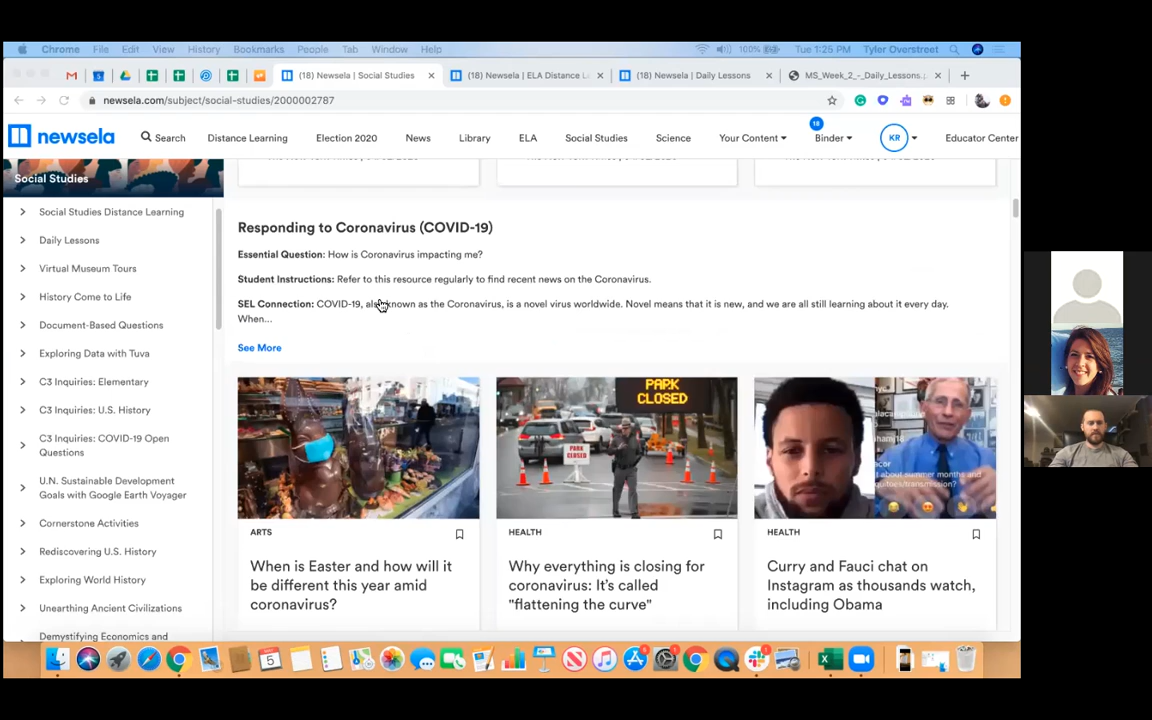 Chrome File Edit View History Bookmarks People Tab Window Help 100% Tue 1:25 PM Tyler Overstreet
(18) Newsela | Social Studies (18) Newsela | ELA Distance L (18) Newsela | Daily Lessons MS_Week_2_-_Daily_Lessons.
newsela.com/subject/social-studies/2000002787
18
newsela Search Distance Learning Election 2020 News Library ELA Social Studies Science Your Content Binder KR Educator Center
Social Studies
Social Studies Distance Learning
Daily Lessons
Virtual Museum Tours
History Come to Life
Document-Based Questions
Exploring Data with Tuva
C3 Inquiries: Elementary
C3 Inquiries: U.S. History
C3 Inquiries: COVID-19 Open
Questions
U.N. Sustainable Development
Goals with Google Earth Voyager
Cornerstone Activities
Rediscovering U.S. History
Exploring World History
Unearthing Ancient Civilizations
Demystifying Economics and
Responding to Coronavirus (COVID-19)
Essential Question: How is Coronavirus impacting me?
Student Instructions: Refer to this resource regularly to find recent news on the Coronavirus.
SEL Connection: COVID-19, also known as the Coronavirus, is a novel virus worldwide. Novel means that it is new, and we are all still learning about it every day.
When...
See More
PARK
CLOSED
PARK
CLOSED
about summer months and
ARTS
When is Easter and how will it
be different this year amid
coronavirus?
HEALTH
Why everything is closing for
coronavirus: It's called
"flattening the curve"
HEALTH
Curry and Fauci chat on
Instagram as thousands watch,
including Obama
5